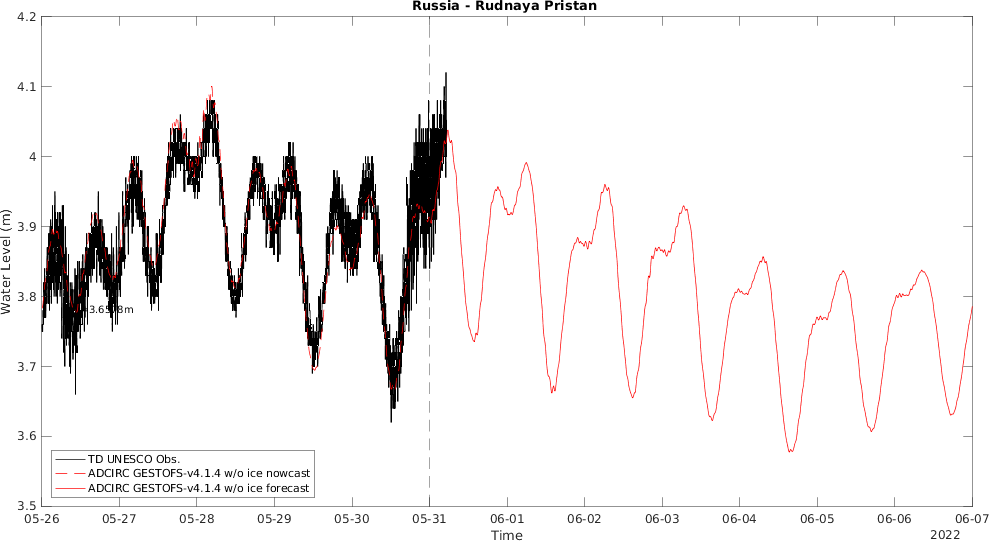 Russia - Rudnaya Pristan
4.2
4.1
4
3.9
3.8
3.7
3.6
3.5
Water Level (m)
TD UNESCO Obs.
ADCIRC GESTOFS-v4.1.4 w/o ice nowcast
ADCIRC GESTOFS-v4.1.4 w/o ice forecast
05-26 05-27 05-28 05-29 05-30 05-31 06-01 06-02 06-03 06-04 06-05 06-06 06-07
Time
2022